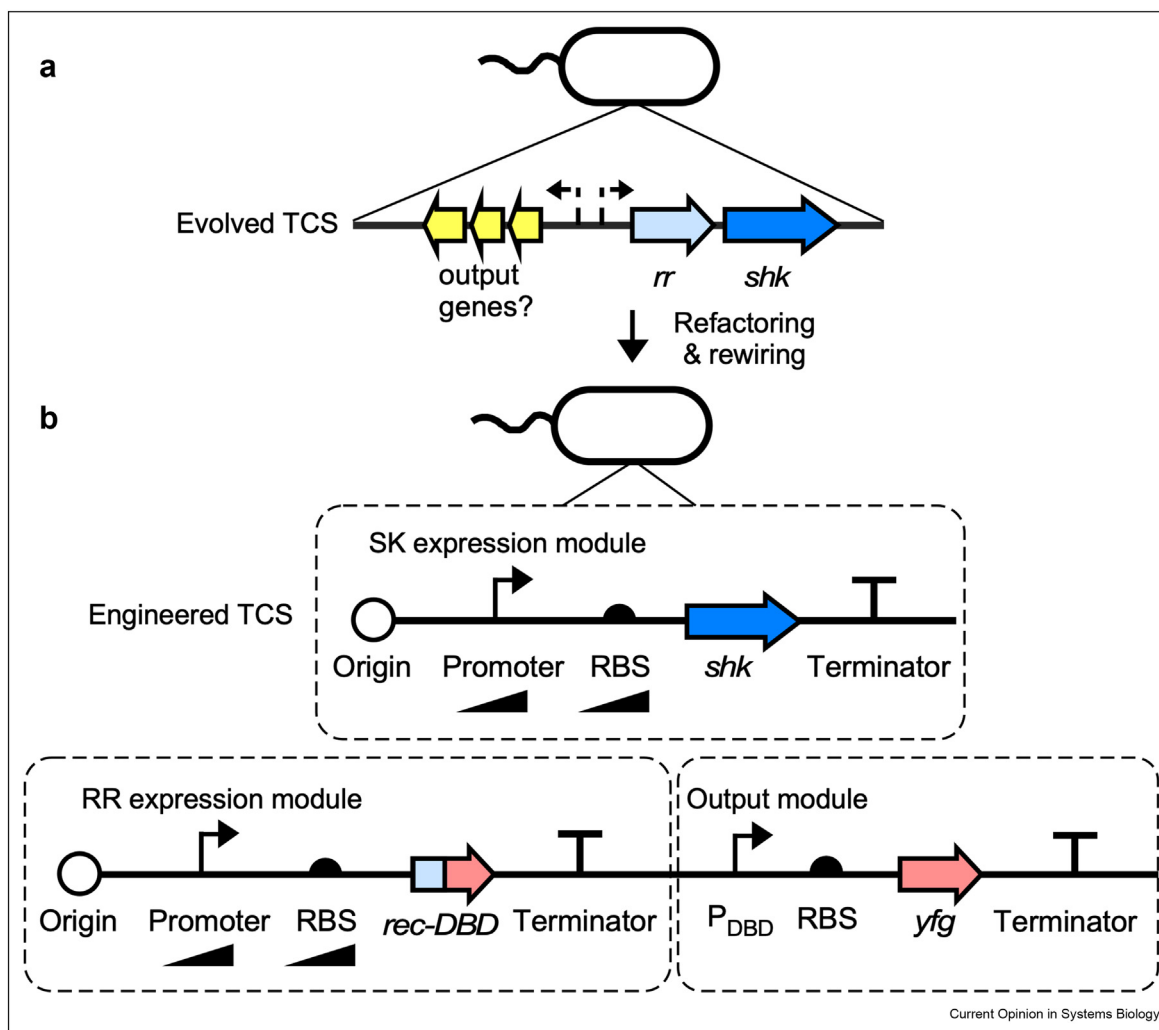 a
Evolved TCS
output
genes?
rr
shk
Refactoring
& rewiring
b
SK expression module
Engineered TCS
Origin Promoter RBS shk Terminator
RR expression module
Origin Promoter RBS rec-DBD Terminator
Output module
PDBD RBS yfg Terminator
Current Opinion in Systems Biology